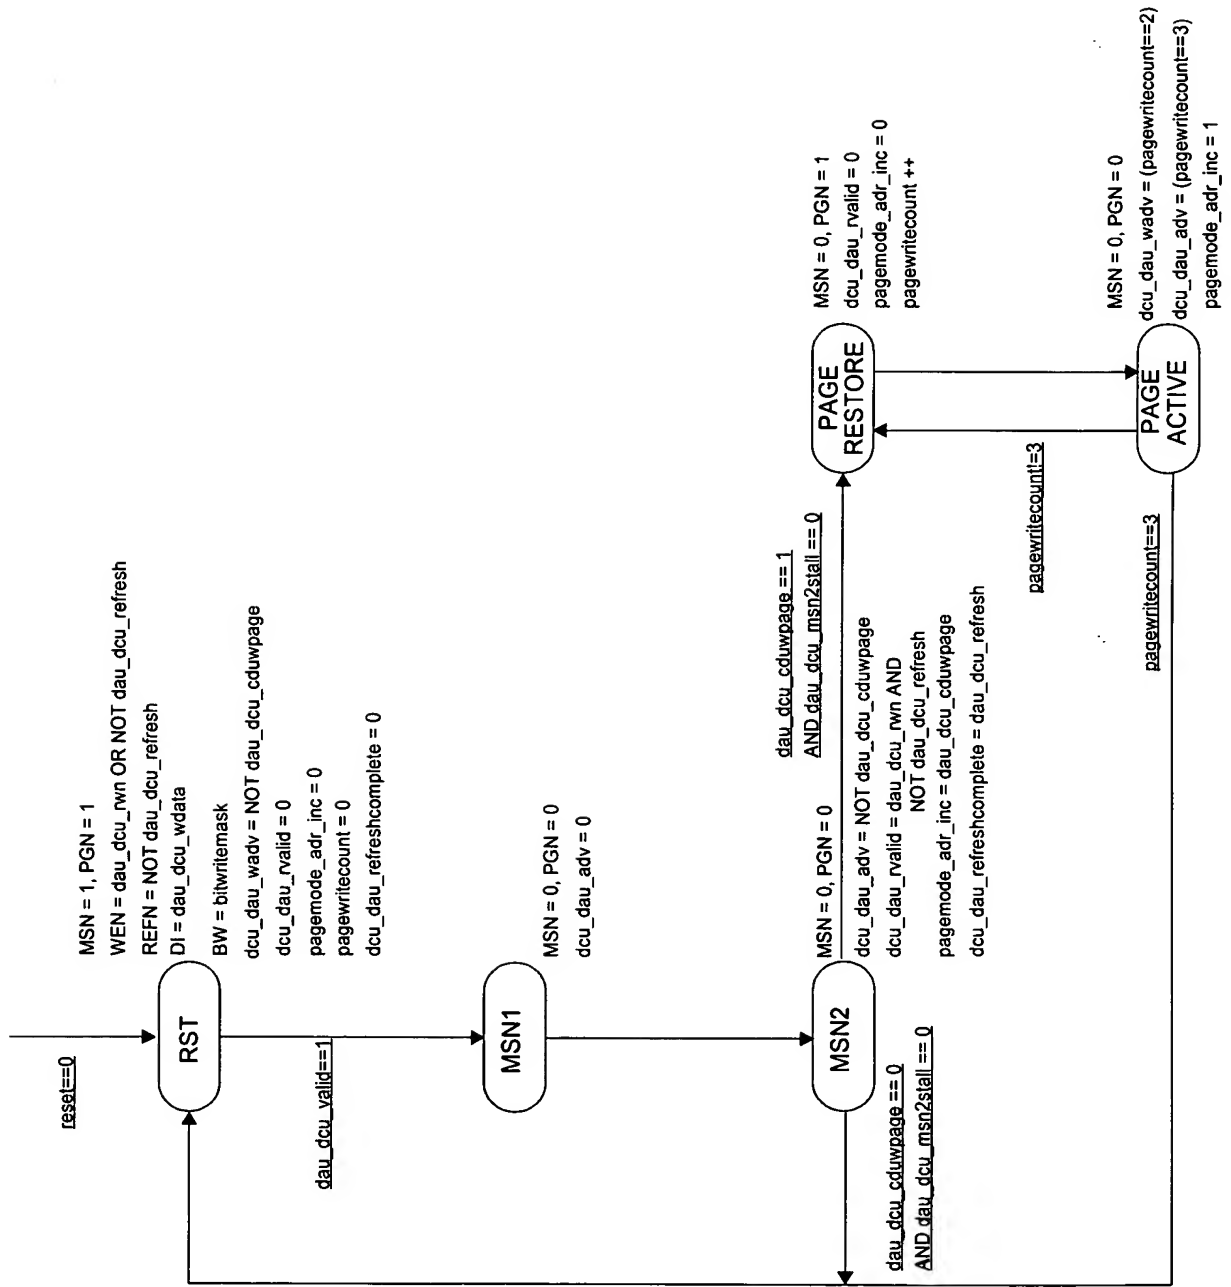 reset==0
RST
MSN = 1, PGN = 1
WEN = dau_dcu_rwn OR NOT dau_dcu_refresh
REFN = NOT dau_dcu_refresh
DI = dau_dcu_wdata
BW = bitwritemask
dcu_dau_wadv = NOT dau_dcu_cduwpage
dcu_dau_rvalid = 0
pagemode_adr_inc = 0
pagewritecount = 0
dcu_dau_refreshcomplete = 0
dau_dcu_valid==1
MSN1
MSN = 0, PGN = 0
dcu_dau_adv = 0
MSN2
MSN = 0, PGN = 0
dcu_dau_adv = NOT dau_dcu_cduwpage
dcu_dau_rvalid = dau_dcu_rwn AND
NOT dau_dcu_refresh
pagemode_adr_inc = dau_dcu_cduwpage
dcu_dau_refreshcomplete = dau_dcu_refresh
dau_dcu_cduwpage == 0
AND dau_dcu_msn2stall == 0
dau_dcu_cduwpage == 1
AND dau_dcu_msn2stall == 0
PAGE
RESTORE
MSN = 0, PGN = 1
dcu_dau_rvalid = 0
pagemode_adr_inc = 0
pagewritecount ++
pagewritecount!=3
pagewritecount==3
PAGE
ACTIVE
MSN = 0, PGN = 0
dcu_dau_wadv = (pagewritecount==2)
dcu_dau_adv = (pagewritecount==3)
pagemode_adr_inc = 1